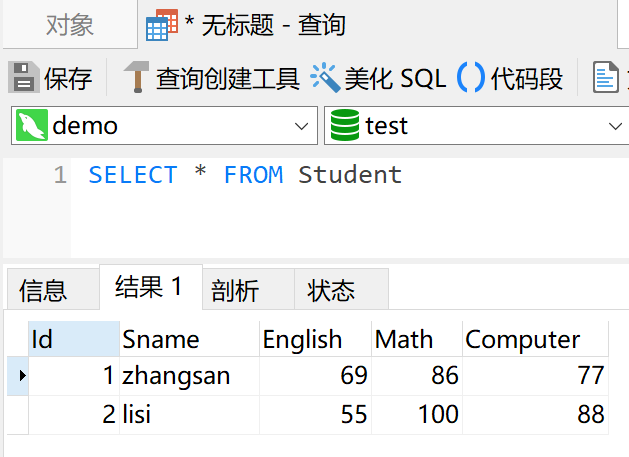 对象 * 无标题 - 查询
保存 查询创建工具 美化 SQL 代码段
demo test
1 SELECT * FROM Student
信息 结果 1 剖析 状态
Id Sname English Math Computer
1 zhangsan 69 86 77
2 lisi 55 100 88